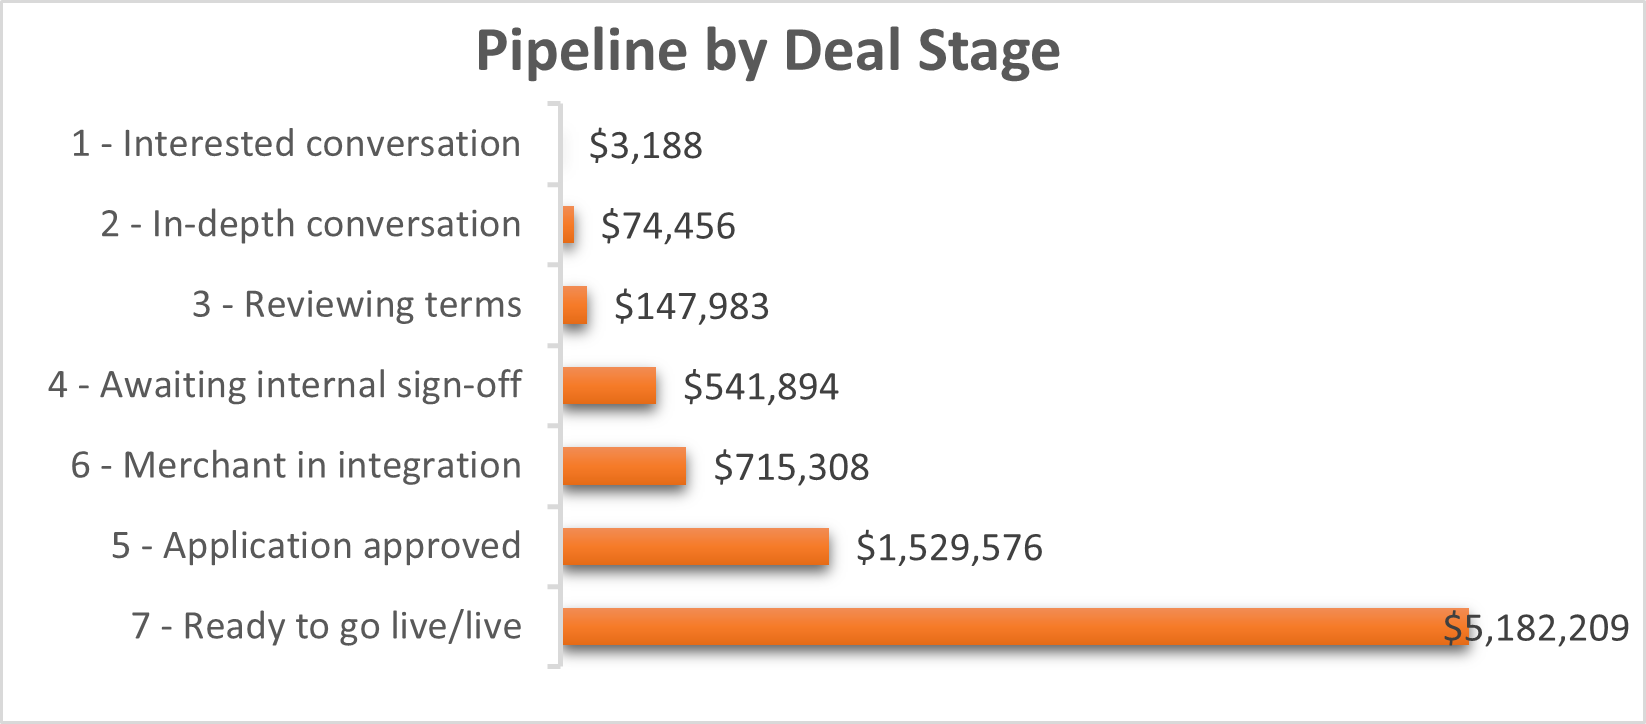 Pipeline by Deal Stage
1 - Interested conversation $3,188
2 - In-depth conversation $74,456
3 - Reviewing terms $147,983
4 - Awaiting internal sign-off $541,894
6 - Merchant in integration $715,308
5 - Application approved $1,529,576
7 - Ready to go live/live $5,182,209